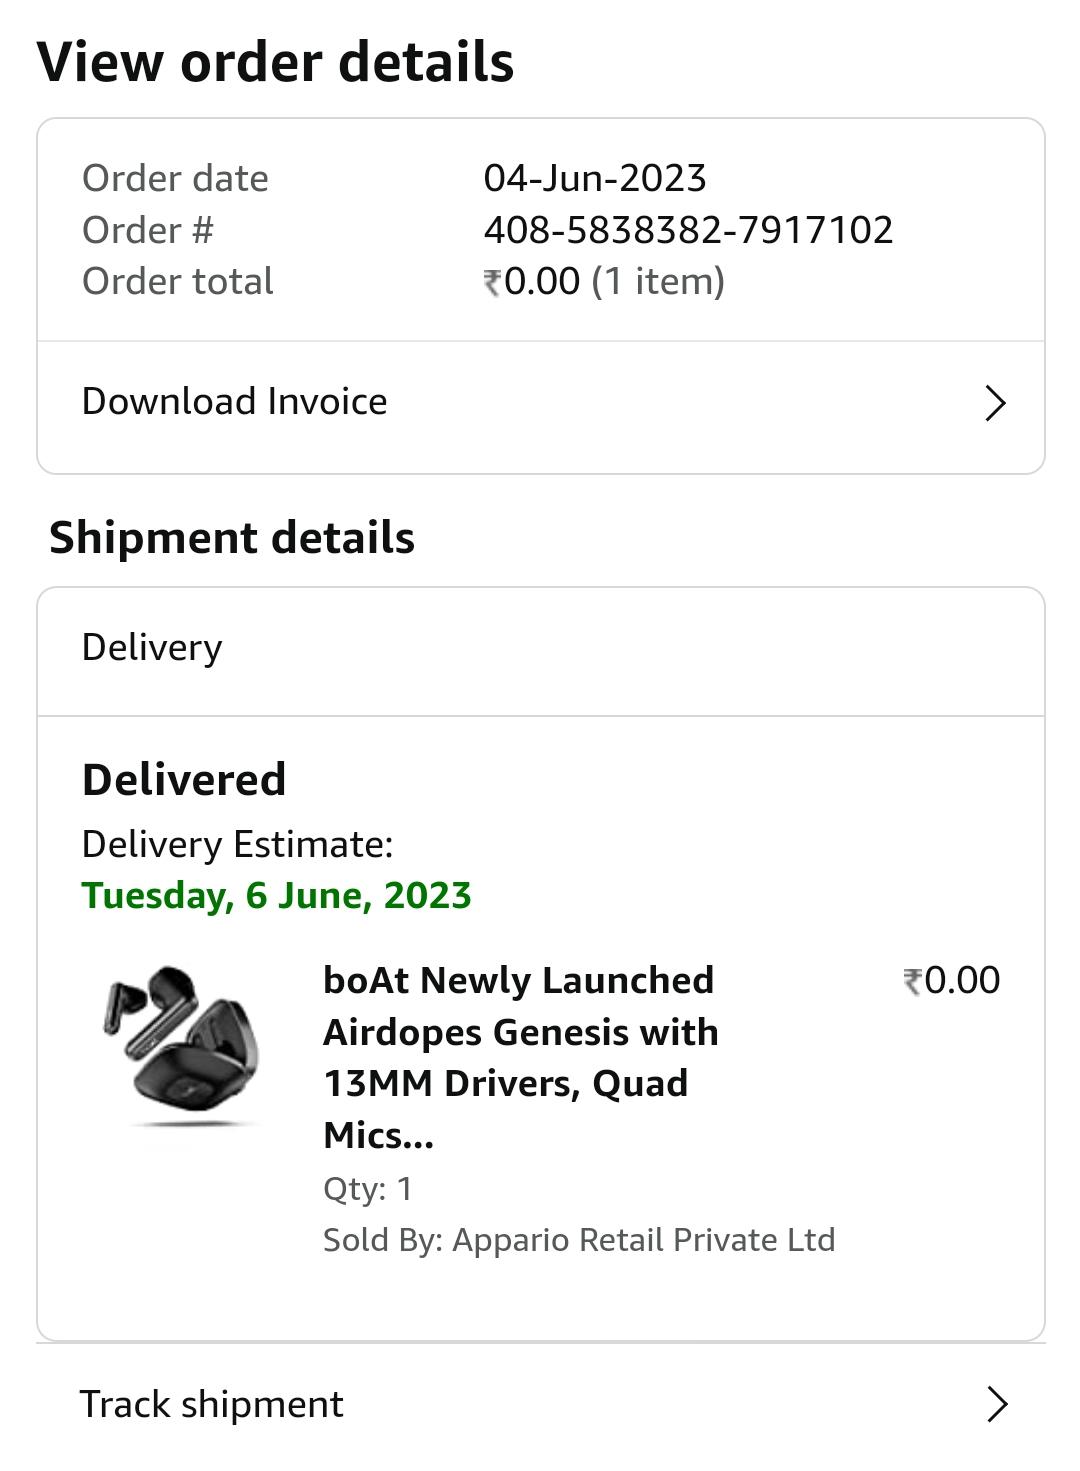 View order details
Order date 04-Jun-2023
Order # 408-5838382-7917102
Order total ₹0.00 (1 item)
Download Invoice
Shipment details
Delivery
Delivered
Delivery Estimate:
Tuesday, 6 June, 2023
boAt Newly Launched ₹0.00
Airdopes Genesis with
13MM Drivers, Quad
Mics...
Qty: 1
Sold By: Appario Retail Private Ltd
Track shipment